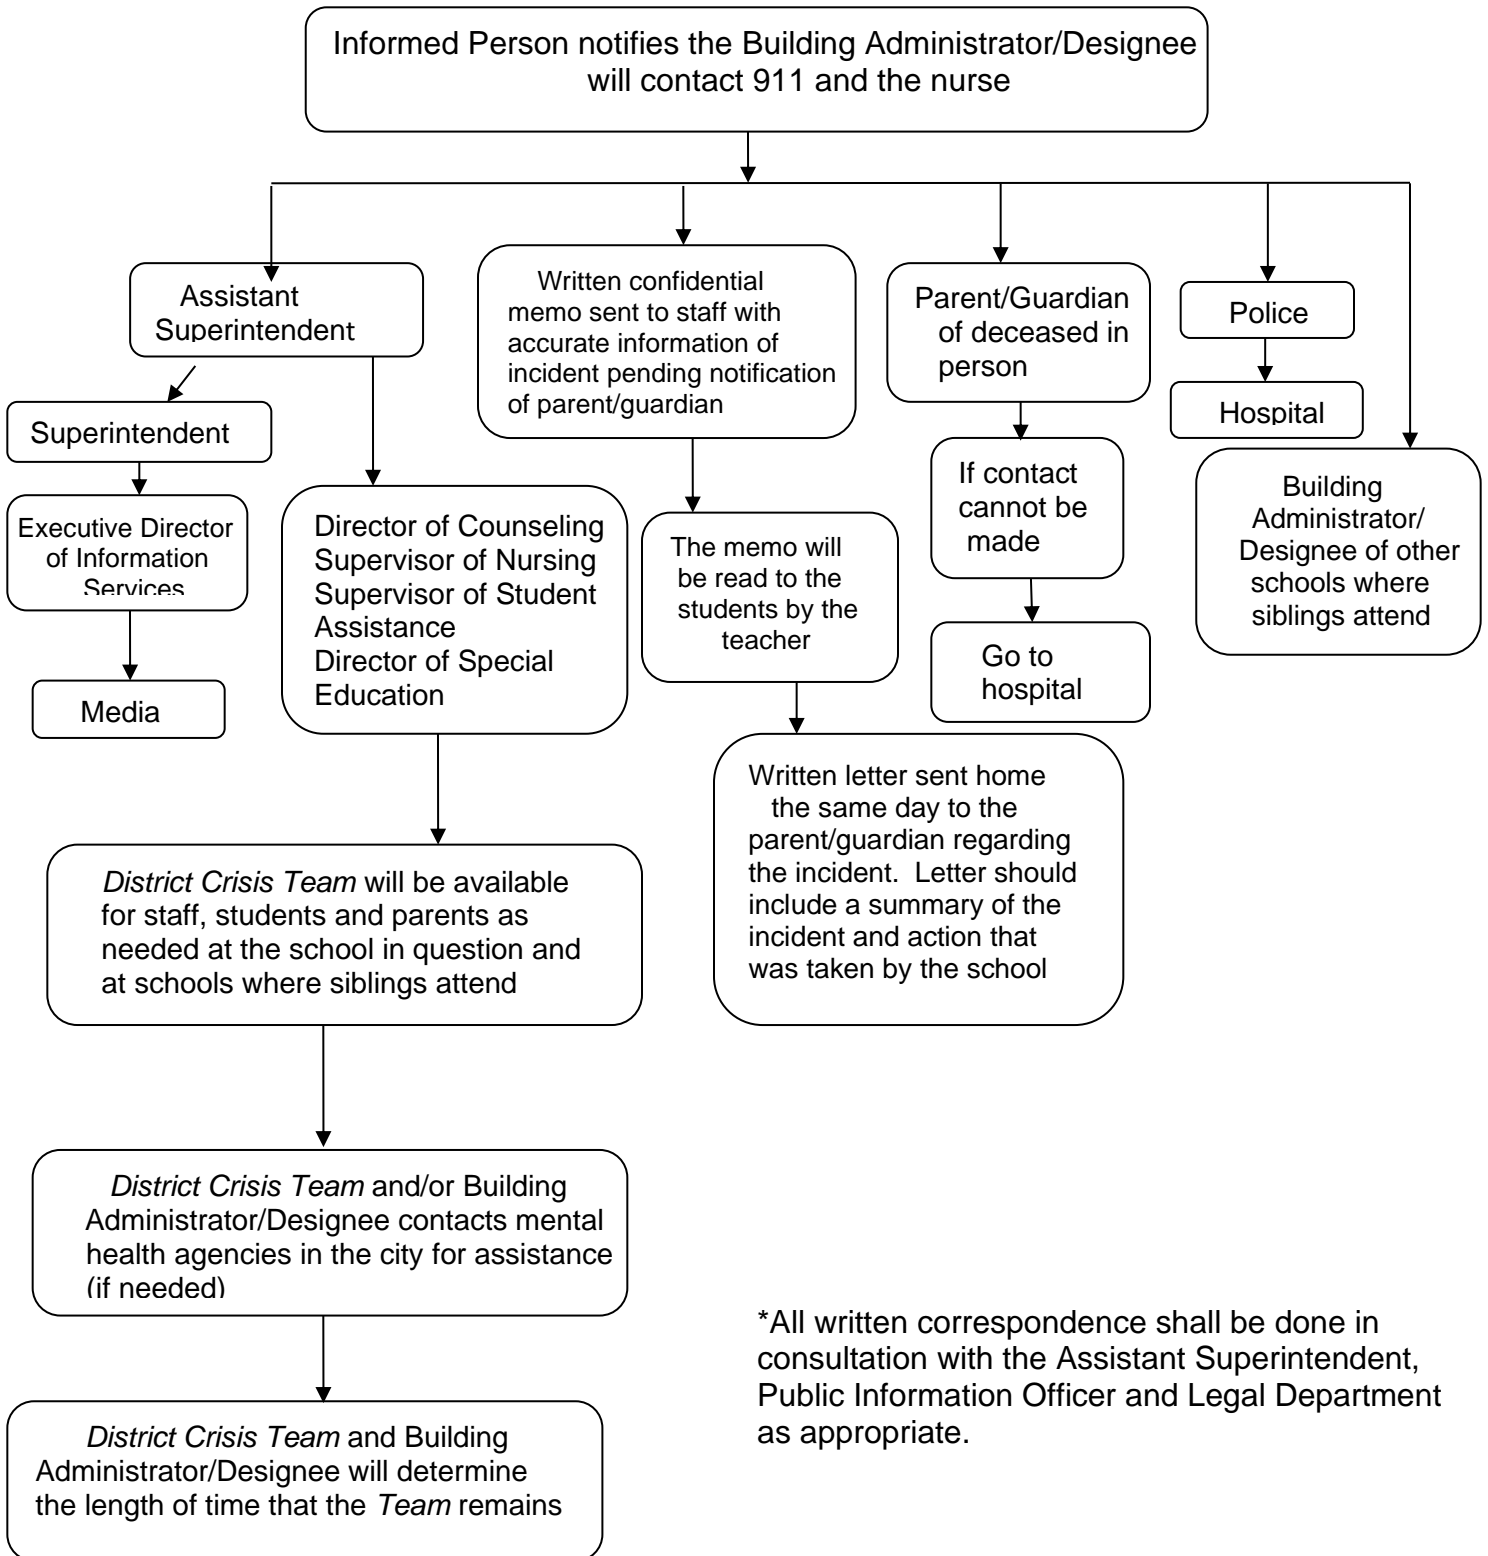 Informed Person notifies the Building Administrator/Designee
will contact 911 and the nurse
Assistant
Superintendent
Written confidential
memo sent to staff with
accurate information of
incident pending notification
of parent/guardian
Parent/Guardian
of deceased in
person
Police
Hospital
Superintendent
If contact
cannot be
made
Building
Administrator/
Designee of other
schools where
siblings attend
Executive Director
of Information
Services
Director of Counseling
Supervisor of Nursing
Supervisor of Student
Assistance
Director of Special
Education
The memo will
be read to the
students by the
teacher
Go to
hospital
Media
Written letter sent home
the same day to the
parent/guardian regarding
the incident.  Letter should
include a summary of the
incident and action that
was taken by the school
District Crisis Team will be available
for staff, students and parents as
needed at the school in question and
at schools where siblings attend
District Crisis Team and/or Building
Administrator/Designee contacts mental
health agencies in the city for assistance
(if needed)
*All written correspondence shall be done in
consultation with the Assistant Superintendent,
Public Information Officer and Legal Department
as appropriate.
District Crisis Team and Building
Administrator/Designee will determine
the length of time that the Team remains